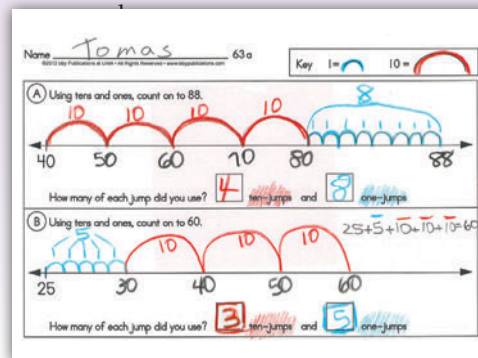 Name Tomas 63a
©2012 Bby Publications at UNM • All Rights Reserved • www.bbypublications.com
Key 1= 10=
A Using tens and ones, count on to 88.
8
10 10 10 10
40 50 60 70 80 88
How many of each jump did you use? 4 ten-jumps and 8 one-jumps
B Using tens and ones, count on to 60.
25+5+10+10+10=60
5 10 10 10
25 30 40 50 60
How many of each jump did you use? 3 ten-jumps and 5 one-jumps